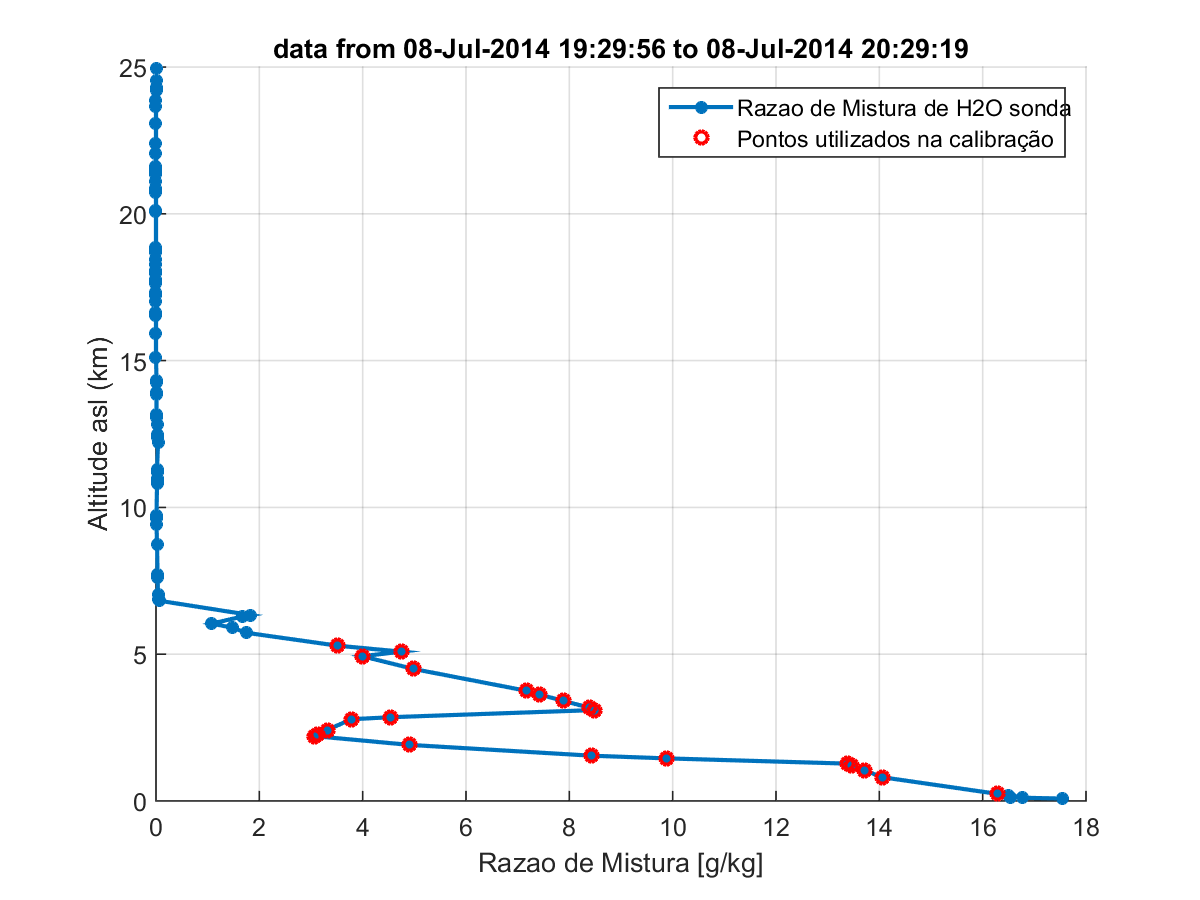 data from 08-Jul-2014 19:29:56 to 08-Jul-2014 20:29:19
Razao de Mistura de H2O sonda
Pontos utilizados na calibração
25
20
15
10
5
0
Altitude asl (km)
0 2 4 6 8 10 12 14 16 18
Razao de Mistura [g/kg]